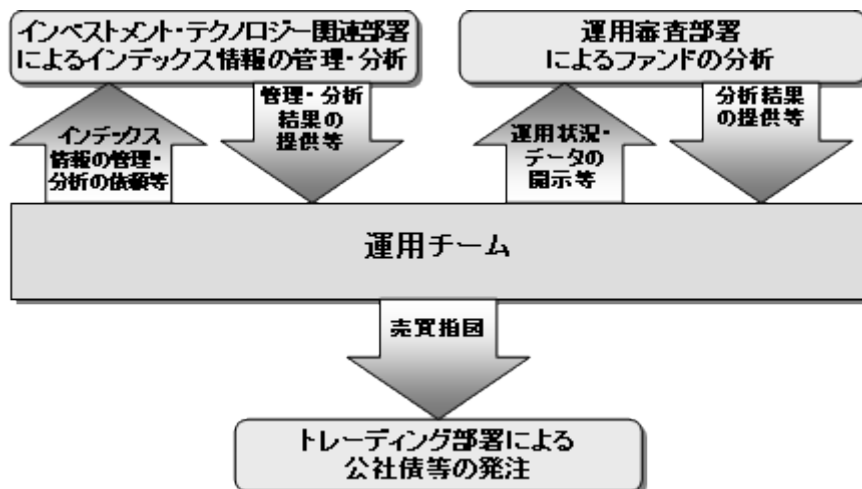 インベストメント・テクノロジー関連部署
によるインデックス情報の管理・分析
運用審査部署
によるファンドの分析
インデックス
情報の管理・
分析の依頼等
管理・分析
結果の
提供等
運用状況・
データの
開示等
分析結果
の提供等
運用チーム
売買指図
トレーディング部署による
公社債等の発注